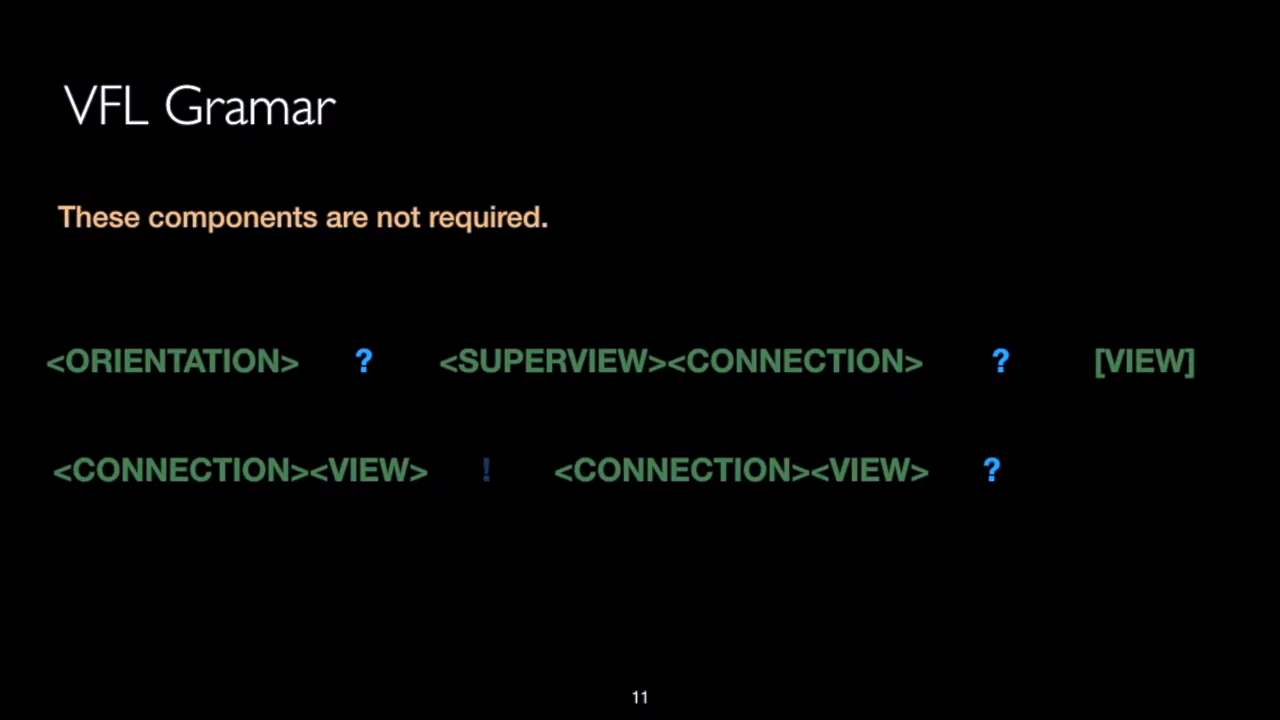 VFL Gramar
These components are not required.
<ORIENTATION> ? <SUPERVIEW><CONNECTION> ? [VIEW]
<CONNECTION><VIEW> ! <CONNECTION><VIEW> ?
11